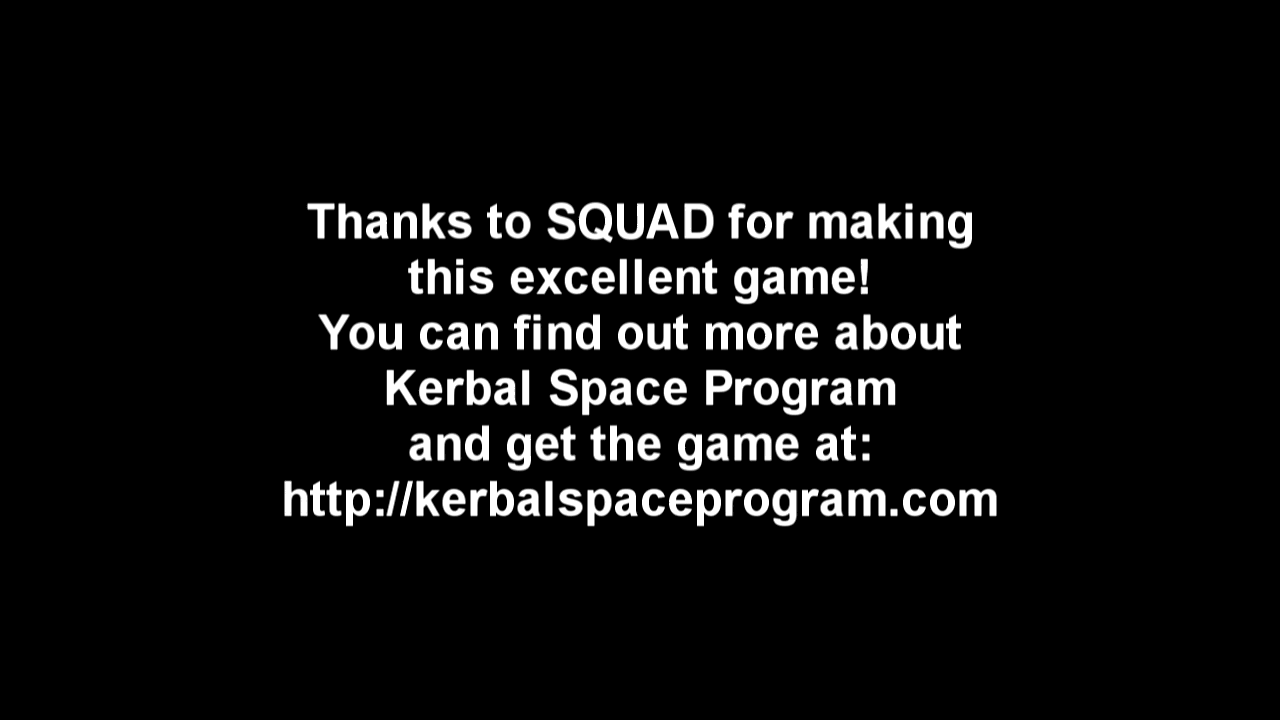 Thanks to SQUAD for making
this excellent game!
You can find out more about
Kerbal Space Program
and get the game at:
http://kerbalspaceprogram.com